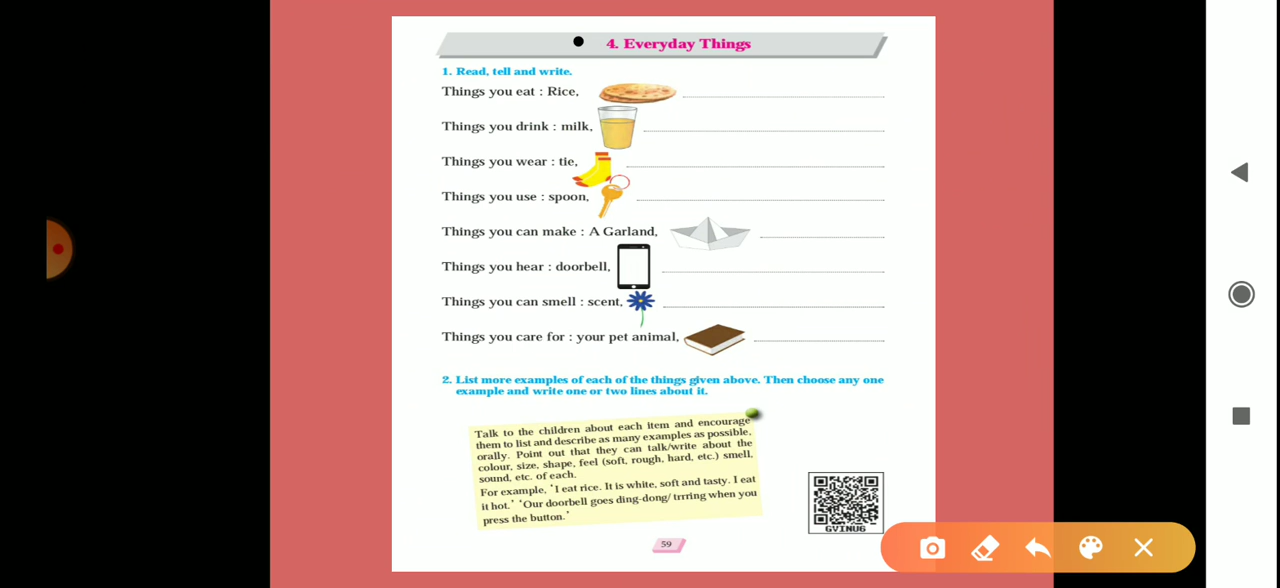 4. Everyday Things
1. Read, tell and write.
Things you eat : Rice,
Things you drink : milk,
Things you wear : tie,
Things you use : spoon,
Things you can make : A Garland,
Things you hear : doorbell,
Things you can smell : scent,
Things you care for : your pet animal,
2. List more examples of each of the things given above. Then choose any one
example and write one or two lines about it.
Talk to the children about each item and encourage
them to list and describe as many examples as possible,
orally. Point out that they can talk/write about the
colour, size, shape, feel (soft, rough, hard, etc.) smell,
sound, etc. of each.
For example, ‘I eat rice. It is white, soft and tasty. I eat
it hot.’ ‘Our doorbell goes ding-dong/ trrring when you
press the button.’
GVINU6
59